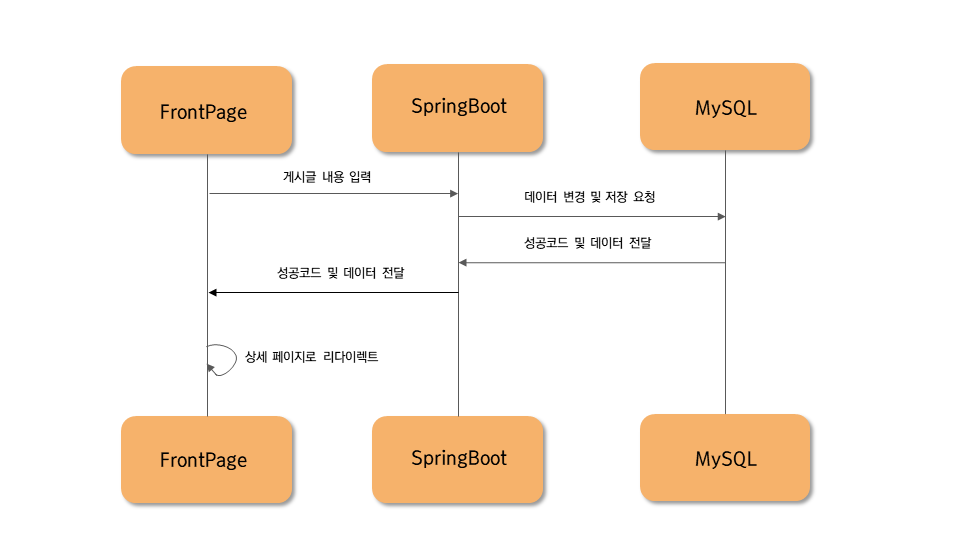 FrontPage
SpringBoot
MySQL
게시글 내용 입력
데이터 변경 및 저장 요청
성공코드 및 데이터 전달
성공코드 및 데이터 전달
상세 페이지로 리다이렉트
FrontPage
SpringBoot
MySQL